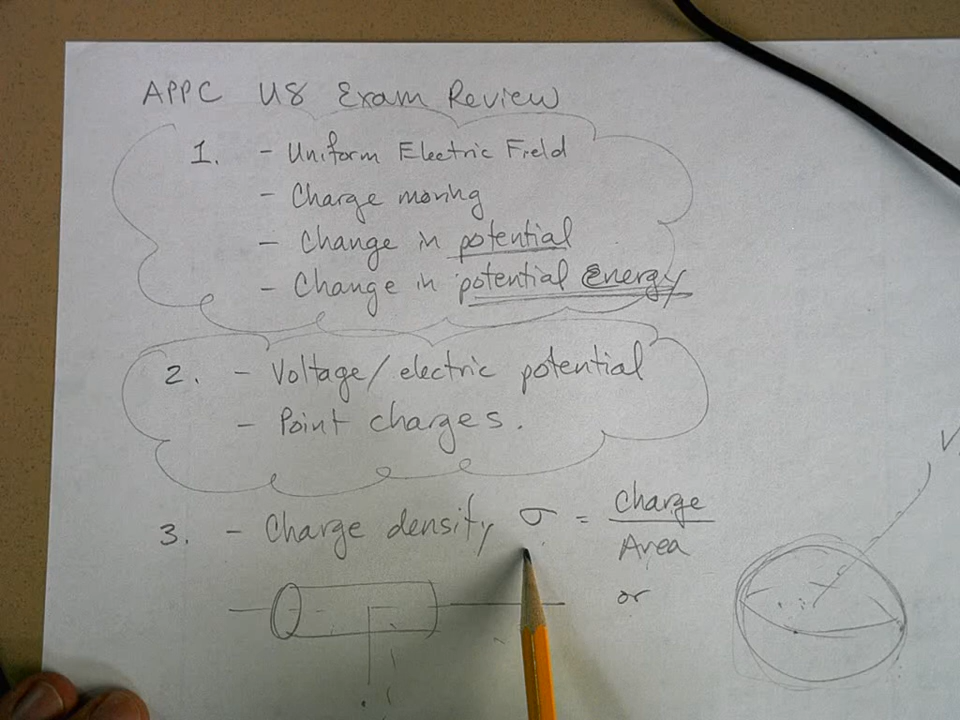 APPC U8 Exam Review
1. - Uniform Electric Field
- Charge moving
- Change in potential
- Change in potential Energy
2. - Voltage/electric potential
- Point charges.
3. - Charge density σ = Charge
Area
or
V